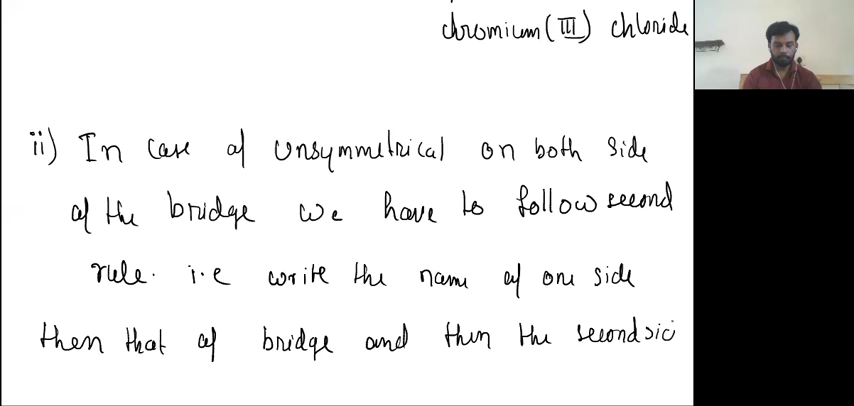 chromium (III) chloride
ii) In case of unsymmetrical on both side
of the bridge we have to follow second
rule. i.e write the name of one side
then that of bridge and then the second sid